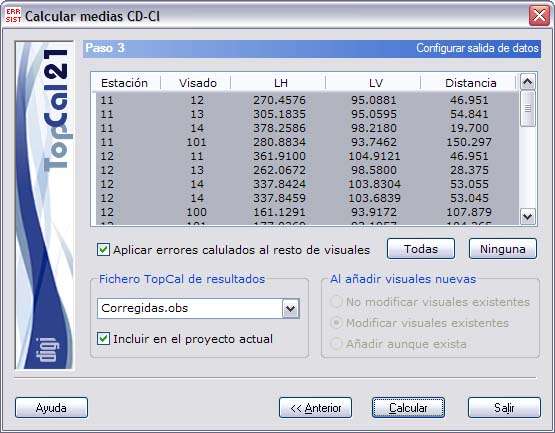 ERR
SIST
Calcular medias CD-CI
Paso 3
Configurar salida de datos
TopCal 21
digi
Estación Visado LH LV Distancia
11 12 270.4576 95.0881 46.951
11 13 305.1835 95.0595 54.841
11 14 378.2586 98.2180 19.700
11 101 280.8834 93.7462 150.297
12 11 361.9100 104.9121 46.951
12 13 262.0672 98.5800 28.375
12 14 337.8424 103.8304 53.055
12 14 337.8459 103.6839 53.045
12 100 161.1291 93.9172 107.879
Aplicar errores calulados al resto de visuales
Todas
Ninguna
Fichero TopCal de resultados
Corregidas.obs
Incluir en el proyecto actual
Al añadir visuales nuevas
No modificar visuales existentes
Modificar visuales existentes
Añadir aunque exista
Ayuda
<< Anterior
Calcular
Salir